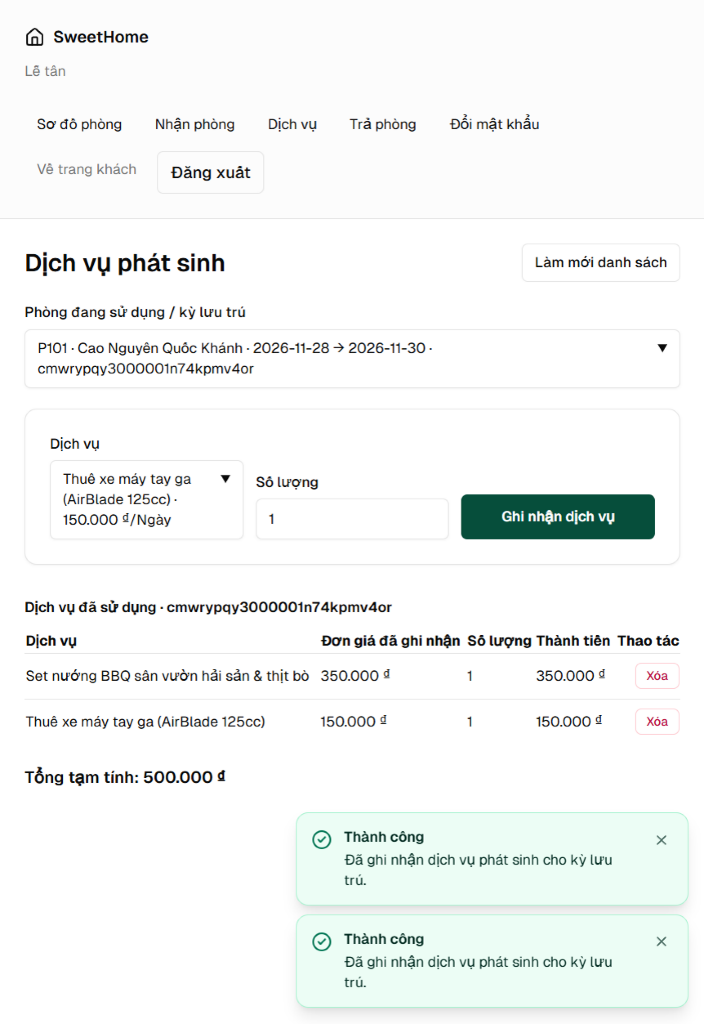 SweetHome
Lễ tân
Sơ đồ phòng Nhận phòng Dịch vụ Trả phòng Đổi mật khẩu
Về trang khách Đăng xuất
Dịch vụ phát sinh Làm mới danh sách
Phòng đang sử dụng / kỳ lưu trú
P101 · Cao Nguyên Quốc Khánh · 2026-11-28 → 2026-11-30 ·
cmwrypqy3000001n74kpmv4or
Dịch vụ
Thuê xe máy tay ga
(AirBlade 125cc) ·
150.000 ₫/Ngày
Số lượng
1
Ghi nhận dịch vụ
Dịch vụ đã sử dụng · cmwrypqy3000001n74kpmv4or
Dịch vụ Đơn giá đã ghi nhận Số lượng Thành tiền Thao tác
Set nướng BBQ sân vườn hải sản & thịt bò 350.000 ₫ 1 350.000 ₫ Xóa
Thuê xe máy tay ga (AirBlade 125cc) 150.000 ₫ 1 150.000 ₫ Xóa
Tổng tạm tính: 500.000 ₫
Thành công
Đã ghi nhận dịch vụ phát sinh cho kỳ lưu
trú.
Thành công
Đã ghi nhận dịch vụ phát sinh cho kỳ lưu
trú.